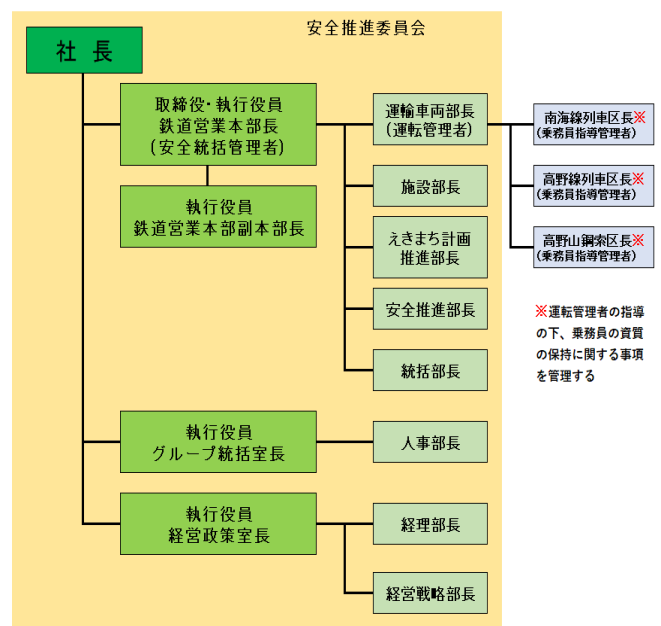 安全推進委員会
社 長
取締役・執行役員
鉄道営業本部長
(安全統括管理者)
執行役員
鉄道営業本部副本部長
運輸車両部長
(運転管理者)
施設部長
えきまち計画
推進部長
安全推進部長
統括部長
南海線列車区長※
(乗務員指導管理者)
高野線列車区長※
(乗務員指導管理者)
高野山鋼索区長※
(乗務員指導管理者)
※運転管理者の指導
の下、乗務員の資質
の保持に関する事項
を管理する
執行役員
グループ統括室長
人事部長
執行役員
経営政策室長
経理部長
経営戦略部長